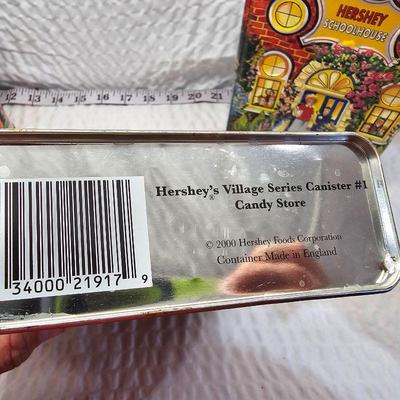 HERSHEY
SCHOOLHOUSE
12 13 14 15 16 17 18 19 20 21
Hershey's® Village Series Canister #1
Candy Store
© 2000 Hershey Foods Corporation
Container Made in England
34000 21917 9